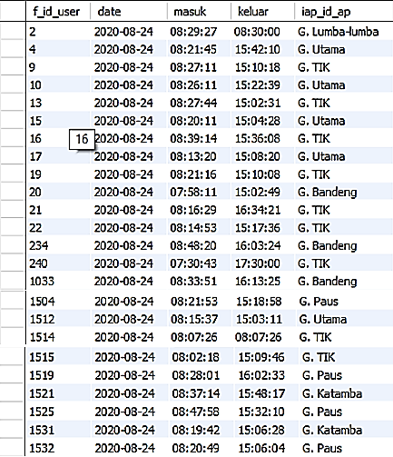 f_id_user date masuk keluar iap_id_ap
2 2020-08-24 08:29:27 08:30:00 G. Lumba-lumba
4 2020-08-24 08:21:45 15:42:10 G. Utama
9 2020-08-24 08:27:11 15:10:18 G. TIK
10 2020-08-24 08:26:11 15:22:39 G. Utama
13 2020-08-24 08:27:44 15:02:31 G. TIK
15 2020-08-24 08:20:11 15:04:28 G. Utama
16 16 2020-08-24 08:39:14 15:36:08 G. TIK
17 2020-08-24 08:13:20 15:08:20 G. Utama
19 2020-08-24 08:21:16 15:10:08 G. TIK
20 2020-08-24 07:58:11 15:02:49 G. Bandeng
21 2020-08-24 08:16:29 16:34:21 G. TIK
22 2020-08-24 08:14:53 15:17:36 G. TIK
234 2020-08-24 08:48:20 16:03:24 G. Bandeng
240 2020-08-24 07:30:43 17:30:00 G. TIK
1033 2020-08-24 08:33:51 16:13:25 G. Bandeng
1504 2020-08-24 08:21:53 15:18:58 G. Paus
1512 2020-08-24 08:15:37 15:03:11 G. Utama
1514 2020-08-24 08:07:26 08:07:26 G. TIK
1515 2020-08-24 08:02:18 15:09:46 G. TIK
1519 2020-08-24 08:28:01 16:02:33 G. Paus
1521 2020-08-24 08:37:14 15:48:17 G. Katamba
1525 2020-08-24 08:47:58 15:32:10 G. Paus
1531 2020-08-24 08:19:42 15:06:28 G. Katamba
1532 2020-08-24 08:20:49 15:06:04 G. Paus